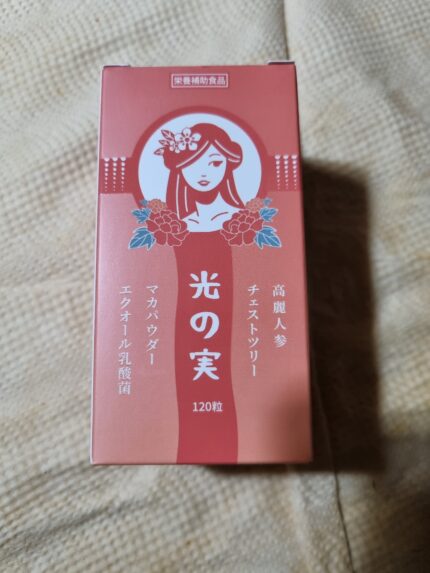 栄養補助食品
高麗人参
チェストツリー
光の実
120粒
マカパウダー
エクオール乳酸菌